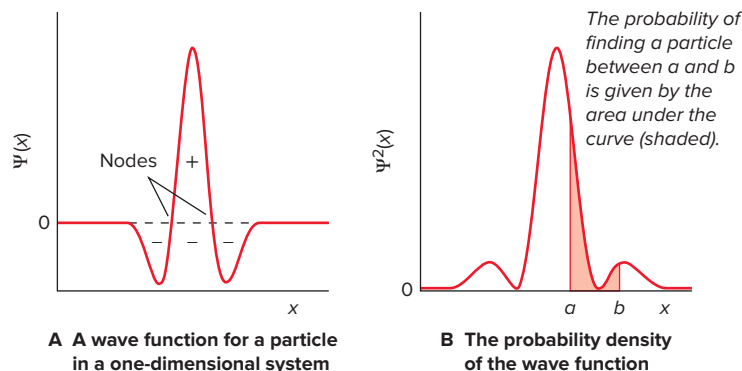 Ψ(x)
Nodes
+
0
– – –
x
A A wave function for a particle
in a one-dimensional system
The probability of
finding a particle
between a and b
is given by the
area under the
curve (shaded).
Ψ²(x)
0
a b x
B The probability density
of the wave function